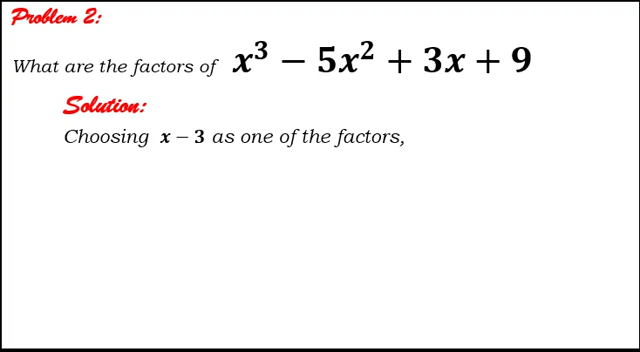 Problem 2:
What are the factors of x³ − 5x² + 3x + 9
Solution:
Choosing x − 3 as one of the factors,